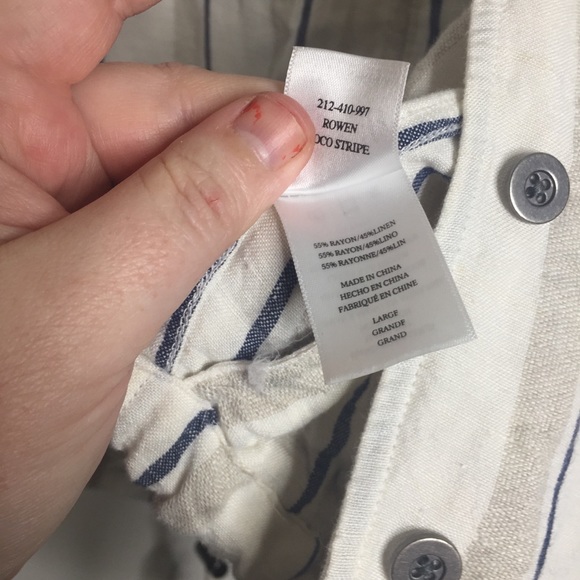 212-410-997
ROWEN
OCO STRIPE
55% RAYON/45%LINEN
55% RAYON/45%LINO
55% RAYONNE/45%LIN
MADE IN CHINA
HECHO EN CHINA
FABRIQUÉ EN CHINE
LARGE
GRANDE
GRAND